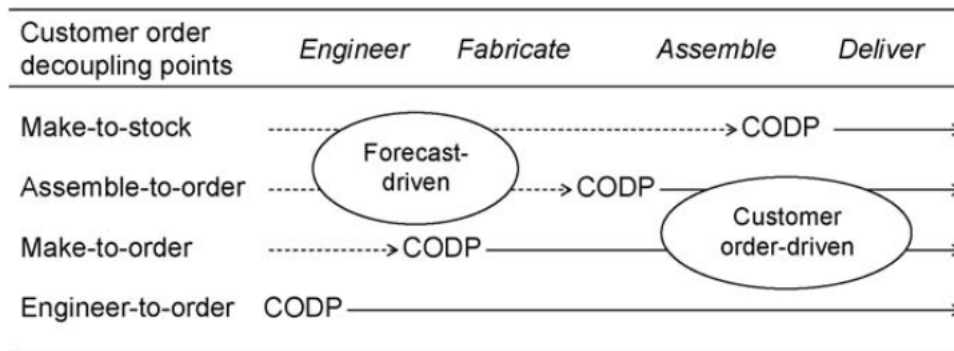 Customer order
decoupling points
Engineer Fabricate Assemble Deliver
Make-to-stock CODP
Forecast-
driven
Assemble-to-order CODP
Customer
order-driven
Make-to-order CODP
Engineer-to-order CODP